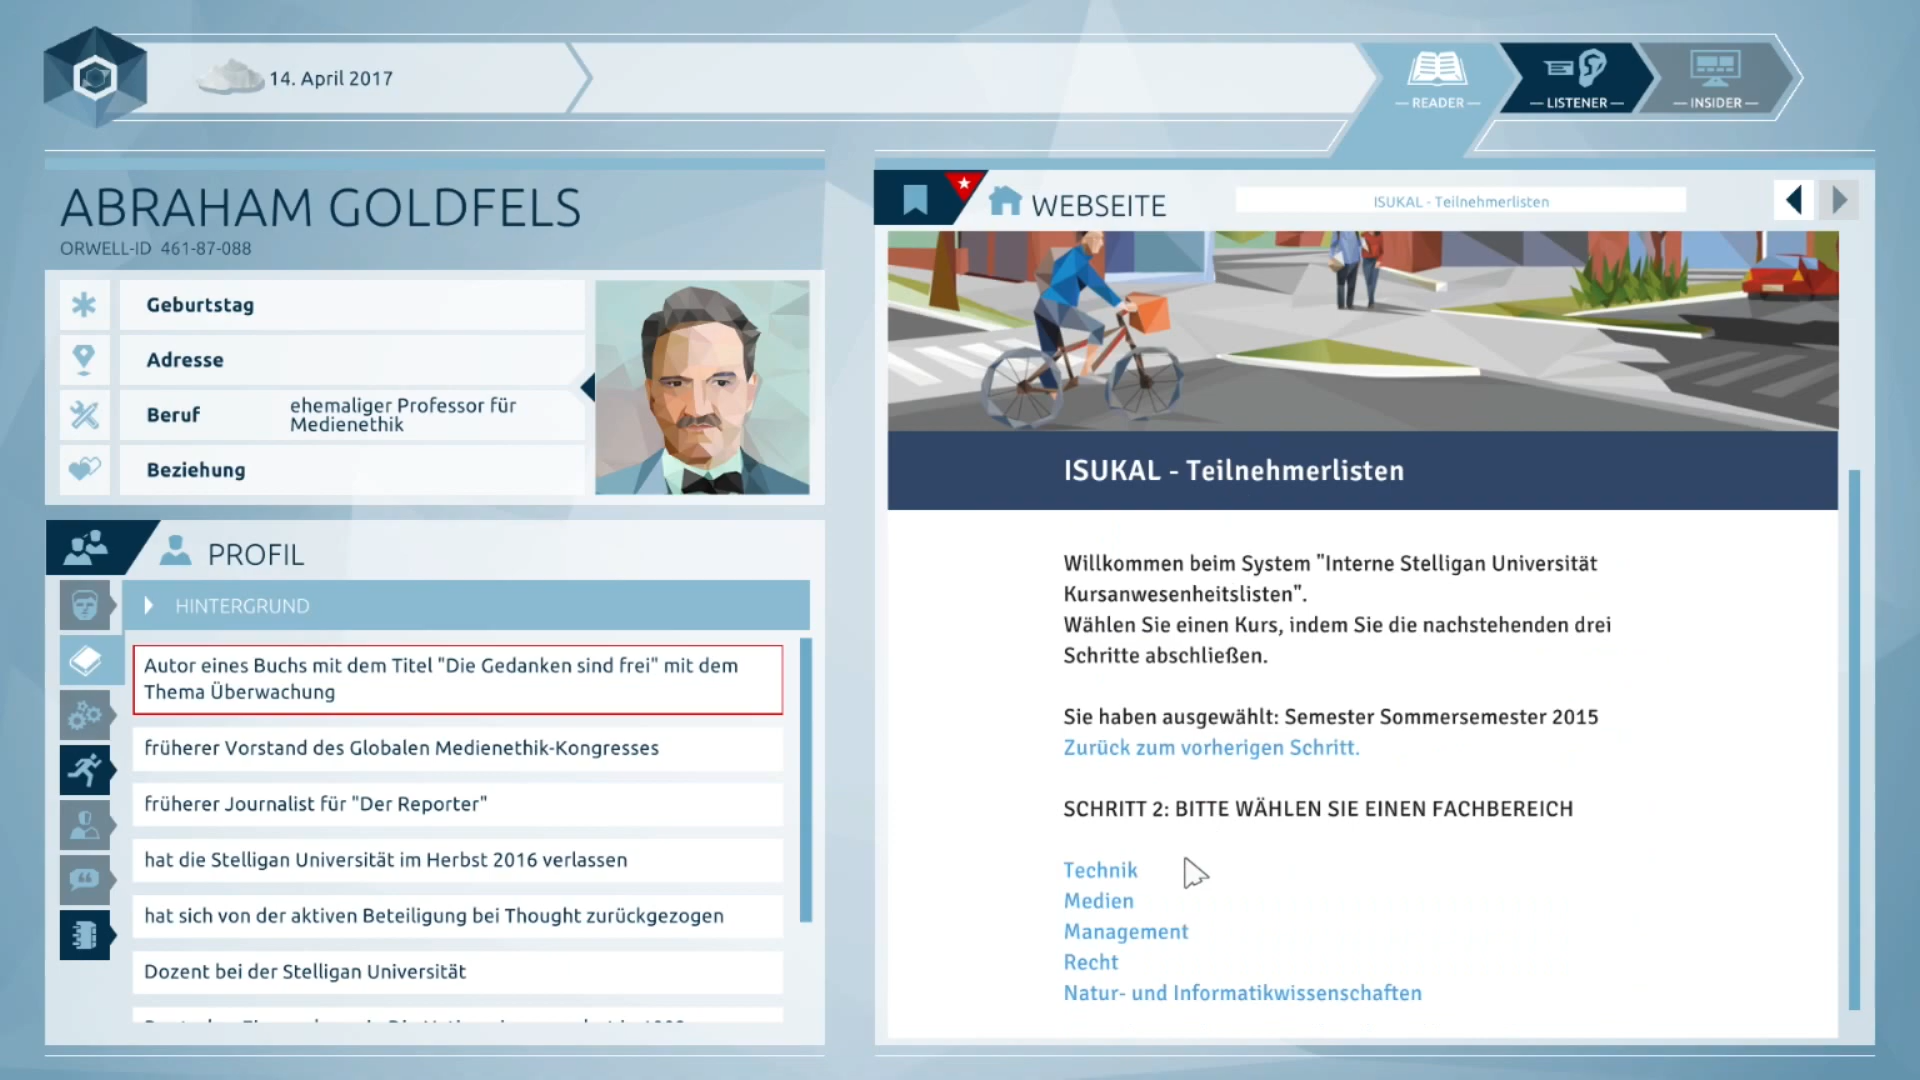 14. April 2017
READER
LISTENER
INSIDER
ABRAHAM GOLDFELS
ORWELL-ID 461-87-088
Geburtstag
Adresse
Beruf
ehemaliger Professor für
Medienethik
Beziehung
PROFIL
HINTERGRUND
Autor eines Buchs mit dem Titel "Die Gedanken sind frei" mit dem
Thema Überwachung
früherer Vorstand des Globalen Medienethik-Kongresses
früherer Journalist für "Der Reporter"
hat die Stelligan Universität im Herbst 2016 verlassen
hat sich von der aktiven Beteiligung bei Thought zurückgezogen
Dozent bei der Stelligan Universität
WEBSEITE
ISUKAL - Teilnehmerlisten
ISUKAL - Teilnehmerlisten
Willkommen beim System "Interne Stelligan Universität
Kursanwesenheitslisten".
Wählen Sie einen Kurs, indem Sie die nachstehenden drei
Schritte abschließen.
Sie haben ausgewählt: Semester Sommersemester 2015
Zurück zum vorherigen Schritt.
SCHRITT 2: BITTE WÄHLEN SIE EINEN FACHBEREICH
Technik
Medien
Management
Recht
Natur- und Informatikwissenschaften